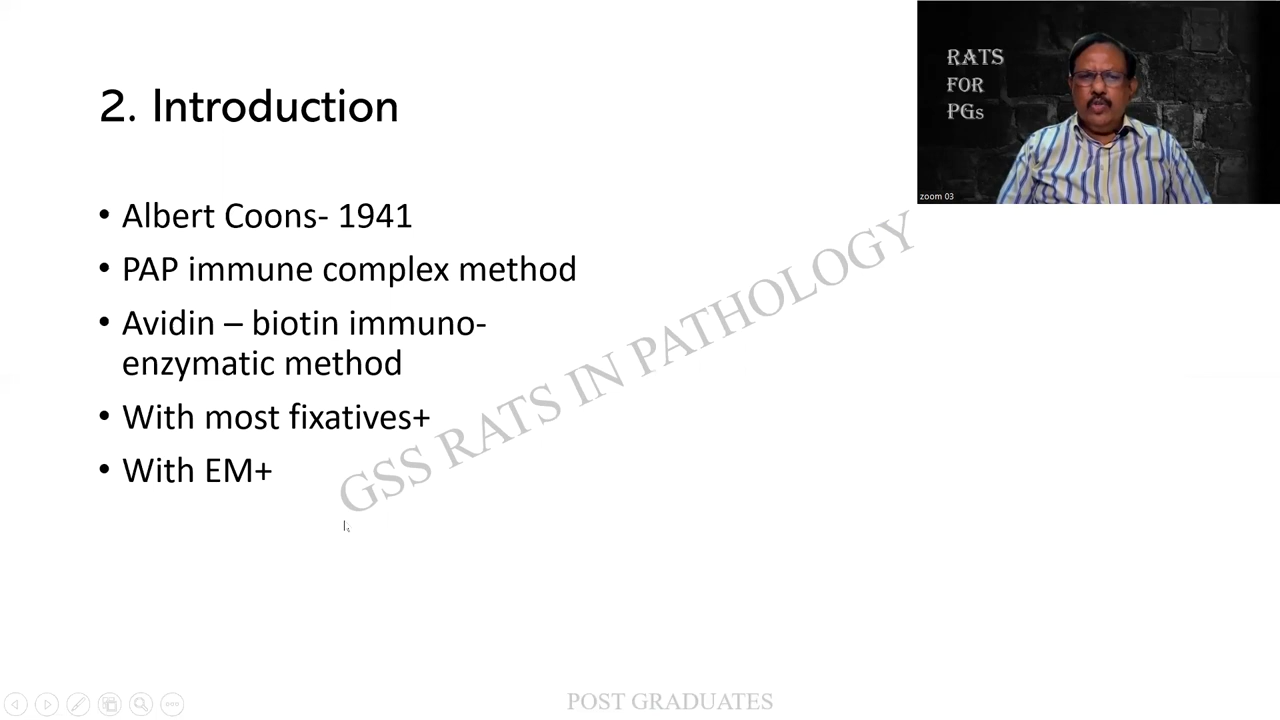 2. Introduction
• Albert Coons- 1941
• PAP immune complex method
• Avidin – biotin immuno-
enzymatic method
• With most fixatives+
• With EM+
GSS RATS IN PATHOLOGY
RATS
FOR
PGs
zoom 03
POST GRADUATES